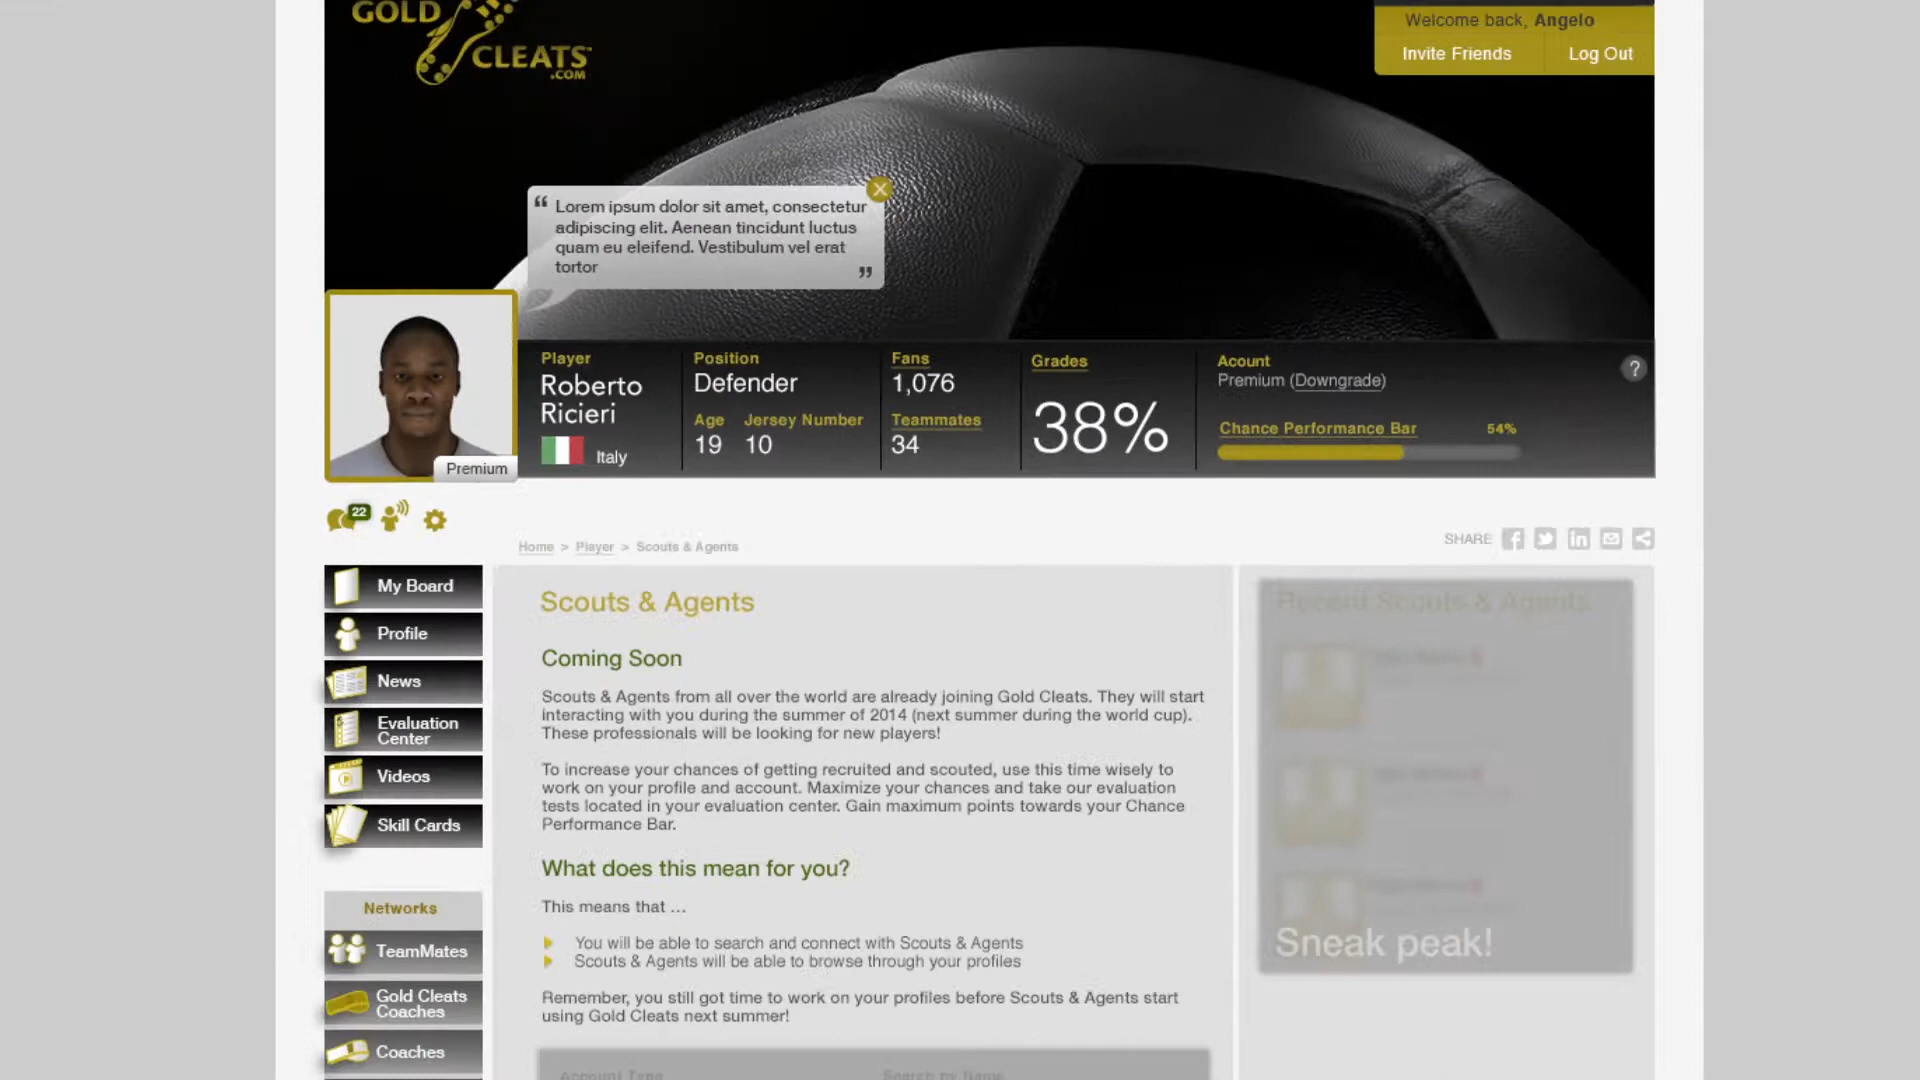 GOLD
CLEATS™
.COM
Welcome back, Angelo
Invite Friends
Log Out
“ Lorem ipsum dolor sit amet, consectetur
adipiscing elit. Aenean tincidunt luctus
quam eu eleifend. Vestibulum vel erat
tortor ”
Premium
Player
Roberto
Ricieri
Italy
Position
Defender
Age
19
Jersey Number
10
Fans
1,076
Teammates
34
Grades
38%
Acount
Premium (Downgrade)
Chance Performance Bar 54%
?
22
Home > Player > Scouts & Agents
SHARE
My Board
Profile
News
Evaluation
Center
Videos
Skill Cards
Networks
TeamMates
Gold Cleats
Coaches
Coaches
Scouts & Agents
Coming Soon
Scouts & Agents from all over the world are already joining Gold Cleats. They will start
interacting with you during the summer of 2014 (next summer during the world cup).
These professionals will be looking for new players!
To increase your chances of getting recruited and scouted, use this time wisely to
work on your profile and account. Maximize your chances and take our evaluation
tests located in your evaluation center. Gain maximum points towards your Chance
Performance Bar.
What does this mean for you?
This means that ...
You will be able to search and connect with Scouts & Agents
Scouts & Agents will be able to browse through your profiles
Remember, you still got time to work on your profiles before Scouts & Agents start
using Gold Cleats next summer!
Account Type
Search by Name
Recent Scouts & Agents
Sneak peak!